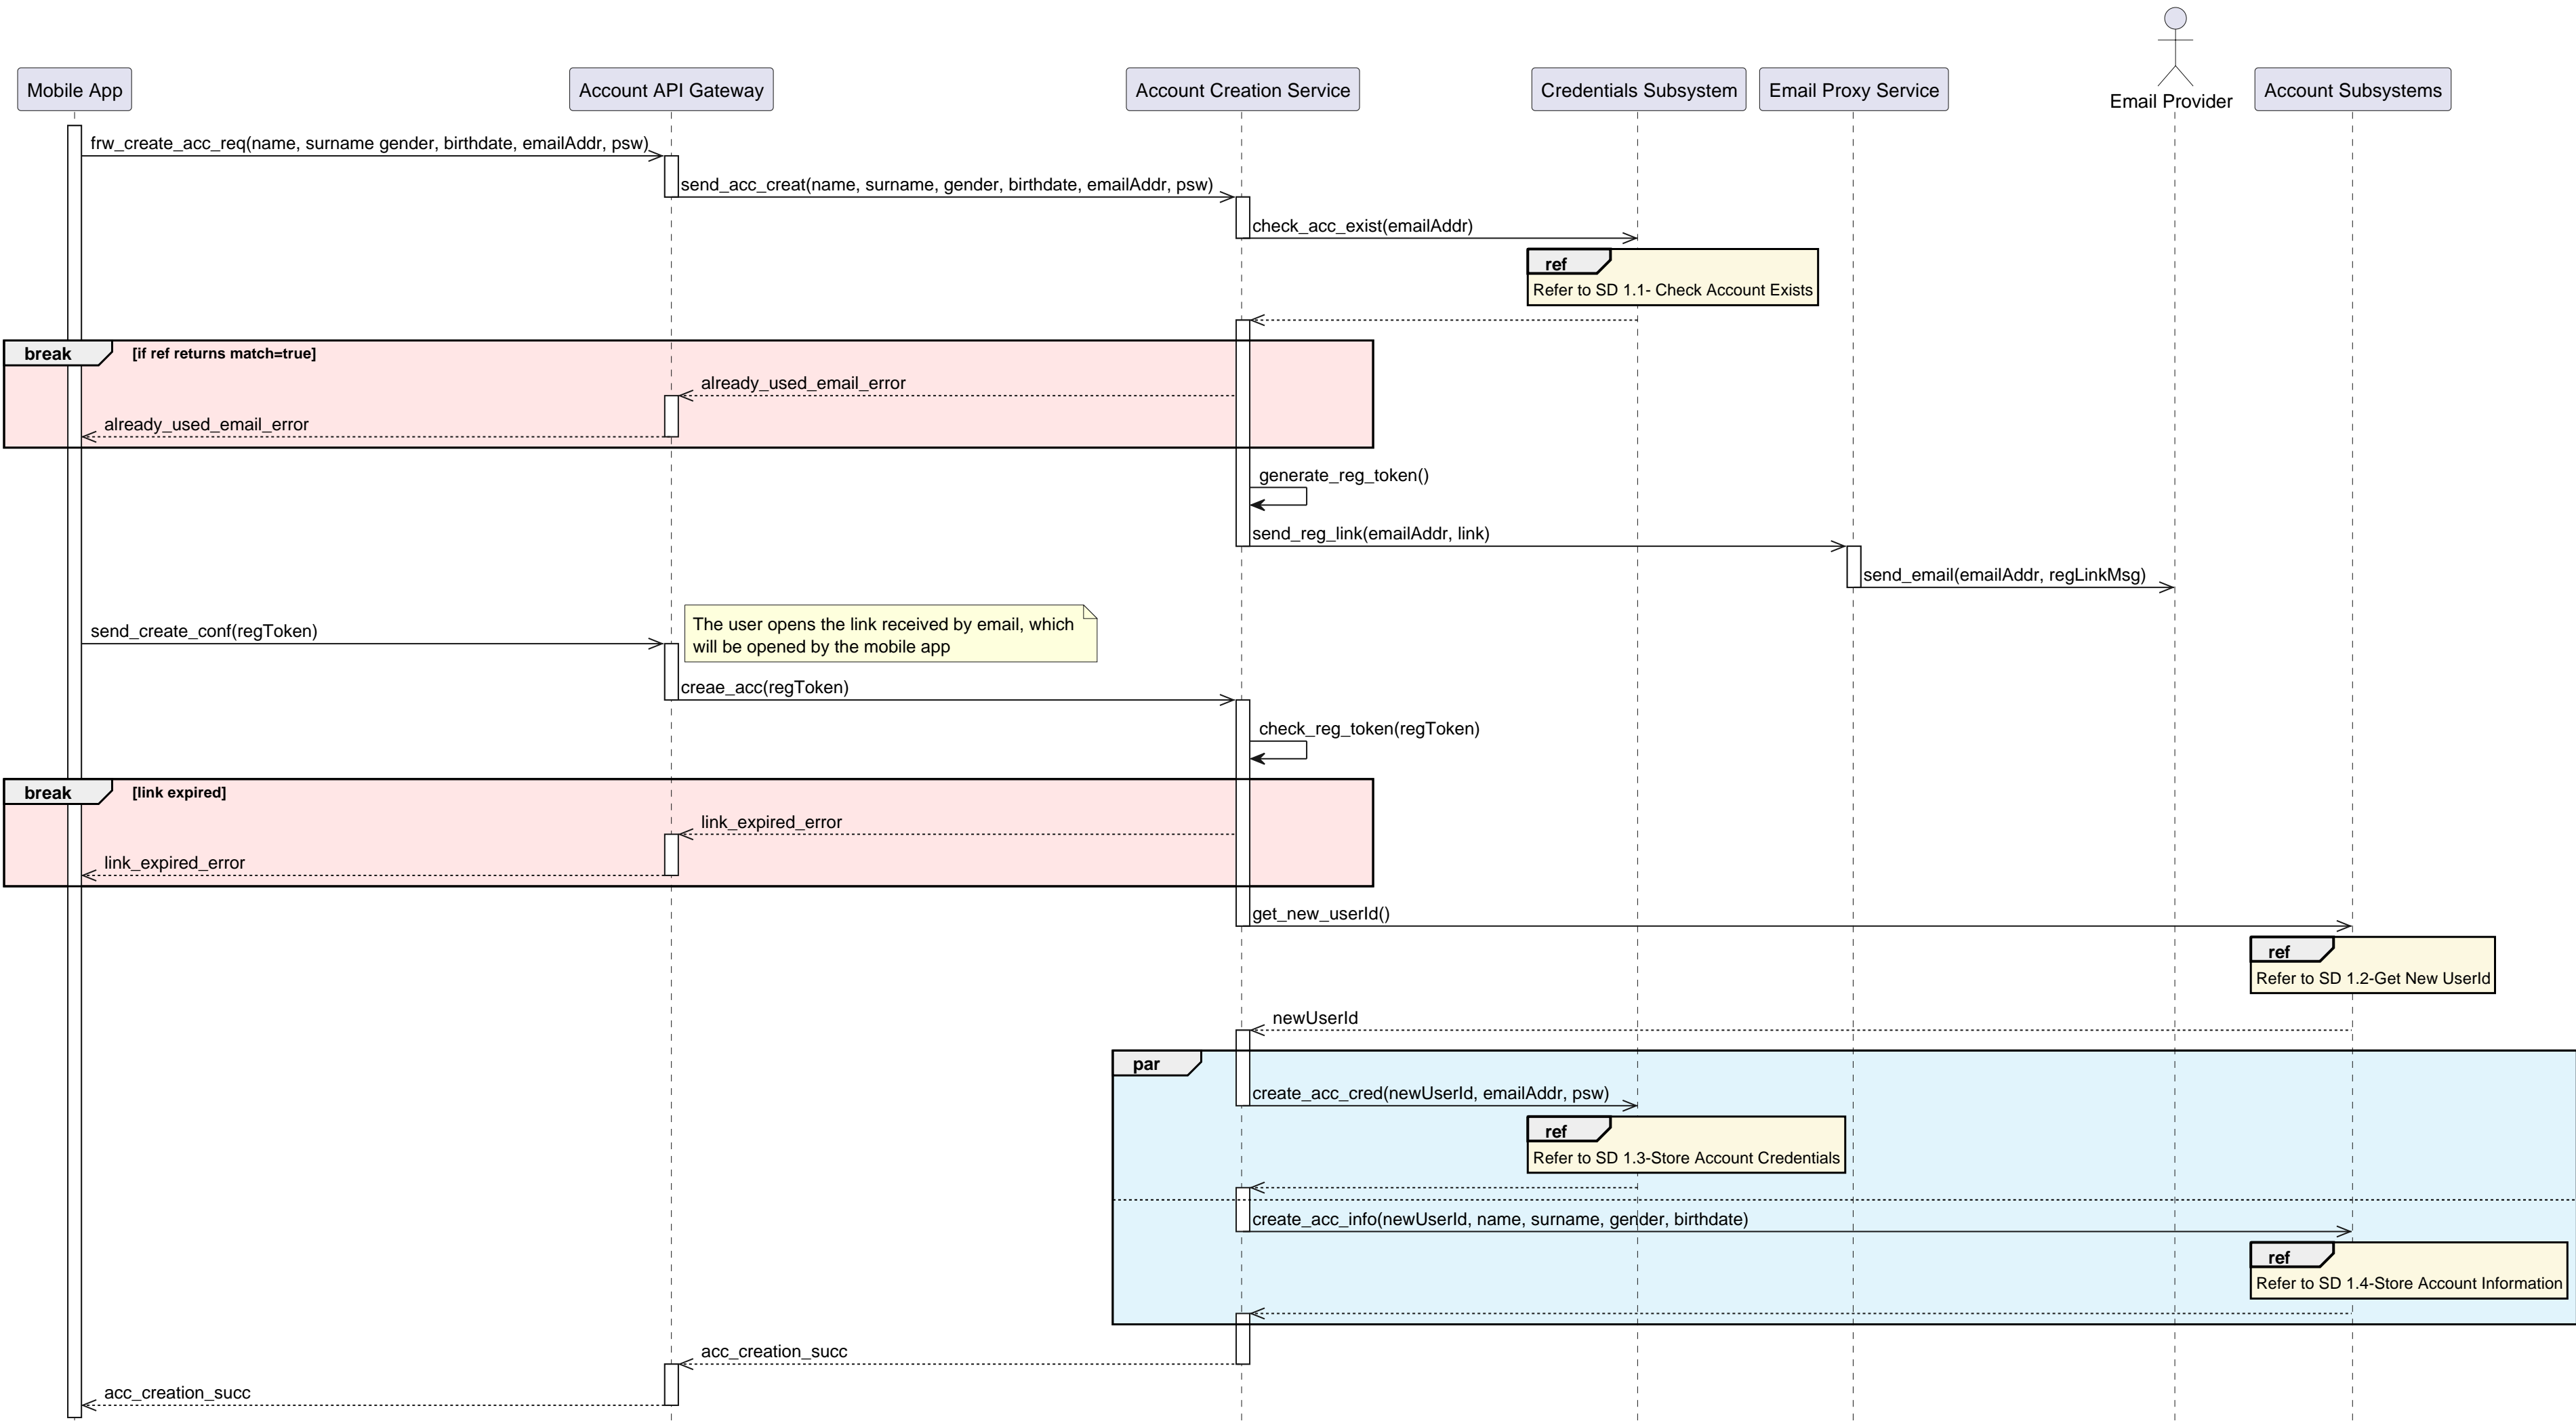 Mobile App
Account API Gateway
Account Creation Service
Credentials Subsystem
Email Proxy Service
Email Provider
Account Subsystems
frw_create_acc_req(name, surname gender, birthdate, emailAddr, psw)
send_acc_creat(name, surname, gender, birthdate, emailAddr, psw)
check_acc_exist(emailAddr)
ref
Refer to SD 1.1- Check Account Exists
break
[if ref returns match=true]
already_used_email_error
already_used_email_error
generate_reg_token()
send_reg_link(emailAddr, link)
send_email(emailAddr, regLinkMsg)
The user opens the link received by email, which
will be opened by the mobile app
send_create_conf(regToken)
creae_acc(regToken)
check_reg_token(regToken)
break
[link expired]
link_expired_error
link_expired_error
get_new_userId()
ref
Refer to SD 1.2-Get New UserId
newUserId
par
create_acc_cred(newUserId, emailAddr, psw)
ref
Refer to SD 1.3-Store Account Credentials
create_acc_info(newUserId, name, surname, gender, birthdate)
ref
Refer to SD 1.4-Store Account Information
acc_creation_succ
acc_creation_succ